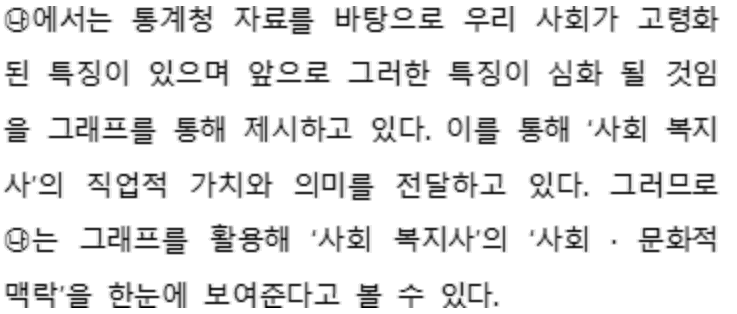 ㉯에서는 통계청 자료를 바탕으로 우리 사회가 고령화
된 특징이 있으며 앞으로 그러한 특징이 심화 될 것임
을 그래프를 통해 제시하고 있다. 이를 통해 ‘사회 복지
사’의 직업적 가치와 의미를 전달하고 있다. 그러므로
㉯는 그래프를 활용해 ‘사회 복지사’의 ‘사회 · 문화적
맥락’을 한눈에 보여준다고 볼 수 있다.